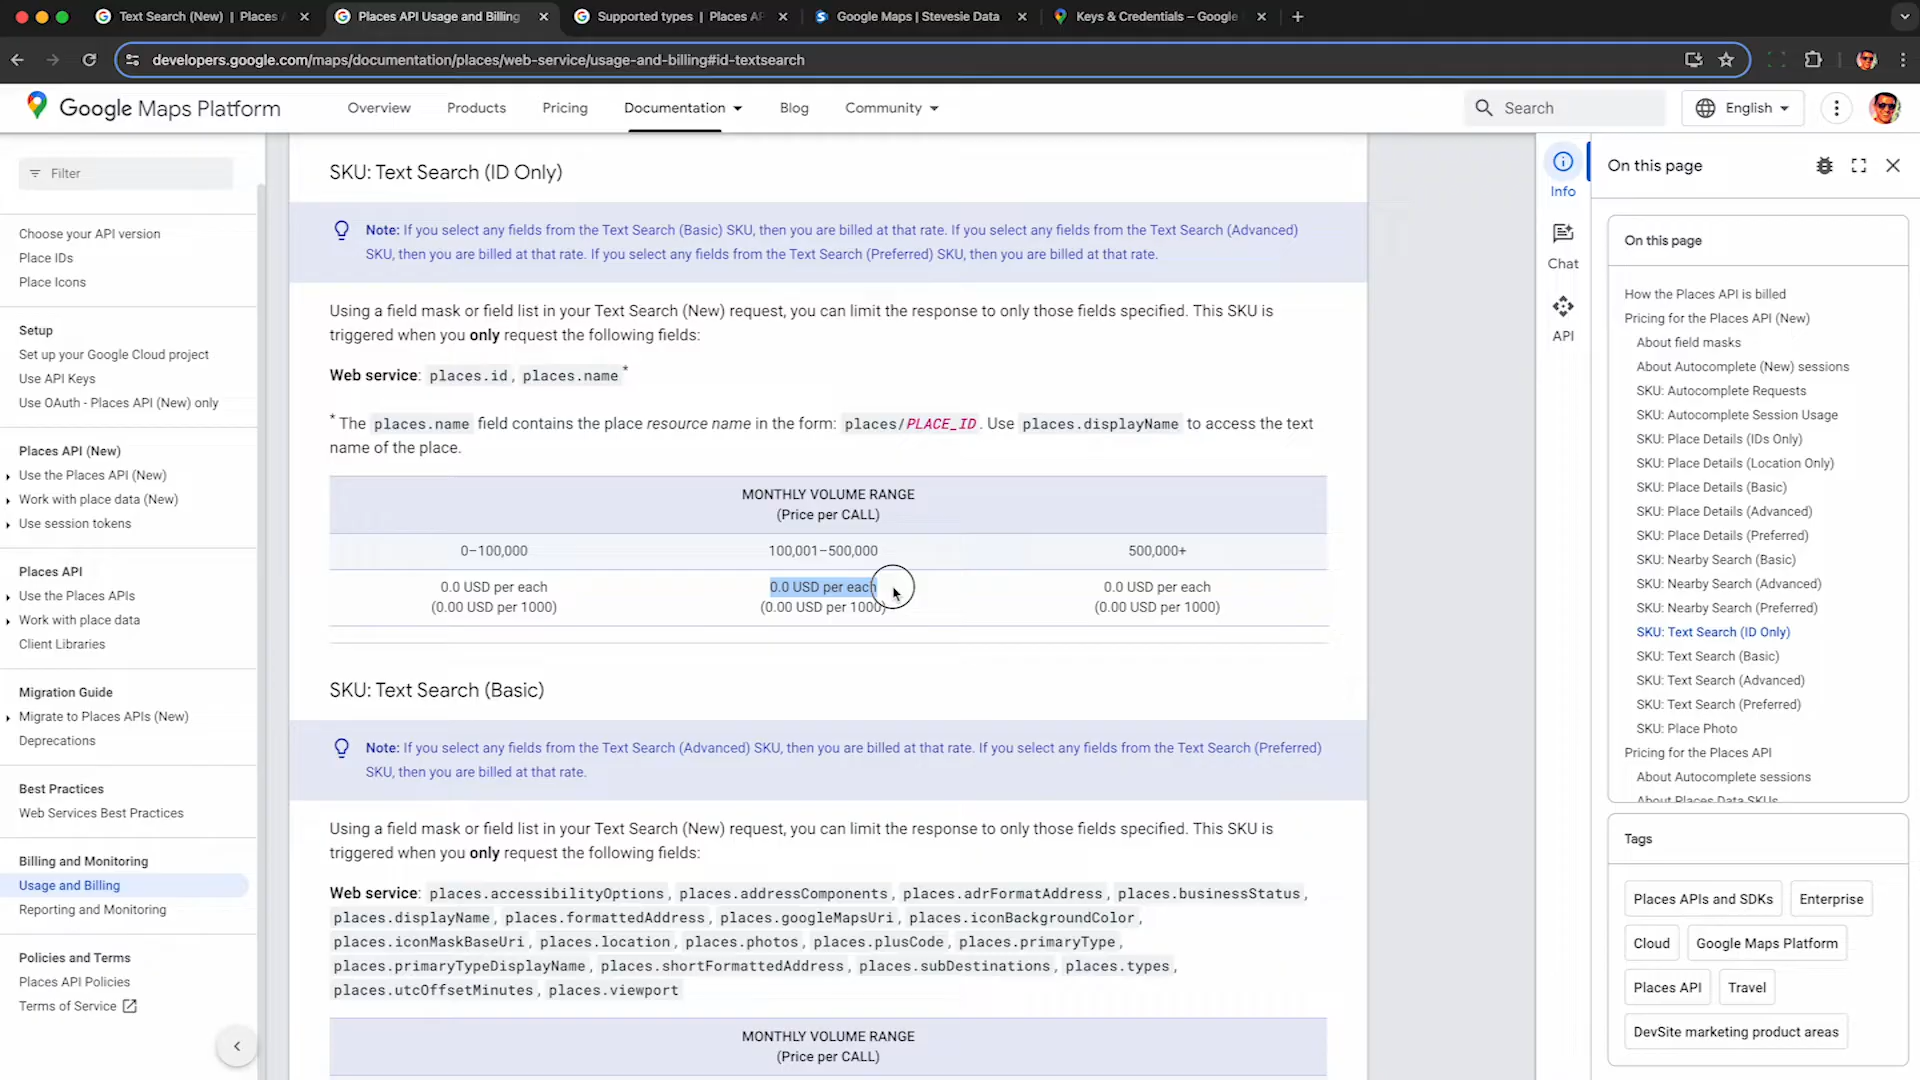 Text Search (New) | Places
Places API Usage and Billing
Supported types | Places AP
Google Maps | Stevesie Data
Keys & Credentials – Google
developers.google.com/maps/documentation/places/web-service/usage-and-billing#id-textsearch
Google Maps Platform
Overview
Products
Pricing
Documentation
Blog
Community
Search
English
Filter
Choose your API version
Place IDs
Place Icons
Setup
Set up your Google Cloud project
Use API Keys
Use OAuth - Places API (New) only
Places API (New)
Use the Places API (New)
Work with place data (New)
Use session tokens
Places API
Use the Places APIs
Work with place data
Client Libraries
Migration Guide
Migrate to Places APIs (New)
Deprecations
Best Practices
Web Services Best Practices
Billing and Monitoring
Usage and Billing
Reporting and Monitoring
Policies and Terms
Places API Policies
Terms of Service
SKU: Text Search (ID Only)
Note: If you select any fields from the Text Search (Basic) SKU, then you are billed at that rate. If you select any fields from the Text Search (Advanced)
SKU, then you are billed at that rate. If you select any fields from the Text Search (Preferred) SKU, then you are billed at that rate.
Using a field mask or field list in your Text Search (New) request, you can limit the response to only those fields specified. This SKU is
triggered when you only request the following fields:
Web service: places.id, places.name*
* The places.name field contains the place resource name in the form: places/PLACE_ID. Use places.displayName to access the text
name of the place.
MONTHLY VOLUME RANGE
(Price per CALL)
0–100,000
100,001–500,000
500,000+
0.0 USD per each
(0.00 USD per 1000)
0.0 USD per each
(0.00 USD per 1000)
0.0 USD per each
(0.00 USD per 1000)
SKU: Text Search (Basic)
Note: If you select any fields from the Text Search (Advanced) SKU, then you are billed at that rate. If you select any fields from the Text Search (Preferred)
SKU, then you are billed at that rate.
Using a field mask or field list in your Text Search (New) request, you can limit the response to only those fields specified. This SKU is
triggered when you only request the following fields:
Web service: places.accessibilityOptions, places.addressComponents, places.adrFormatAddress, places.businessStatus,
places.displayName, places.formattedAddress, places.googleMapsUri, places.iconBackgroundColor,
places.iconMaskBaseUri, places.location, places.photos, places.plusCode, places.primaryType,
places.primaryTypeDisplayName, places.shortFormattedAddress, places.subDestinations, places.types,
places.utcOffsetMinutes, places.viewport
MONTHLY VOLUME RANGE
(Price per CALL)
Info
Chat
API
On this page
On this page
How the Places API is billed
Pricing for the Places API (New)
About field masks
About Autocomplete (New) sessions
SKU: Autocomplete Requests
SKU: Autocomplete Session Usage
SKU: Place Details (IDs Only)
SKU: Place Details (Location Only)
SKU: Place Details (Basic)
SKU: Place Details (Advanced)
SKU: Place Details (Preferred)
SKU: Nearby Search (Basic)
SKU: Nearby Search (Advanced)
SKU: Nearby Search (Preferred)
SKU: Text Search (ID Only)
SKU: Text Search (Basic)
SKU: Text Search (Advanced)
SKU: Text Search (Preferred)
SKU: Place Photo
Pricing for the Places API
About Autocomplete sessions
About Places Data SKUs
Tags
Places APIs and SDKs
Enterprise
Cloud
Google Maps Platform
Places API
Travel
DevSite marketing product areas